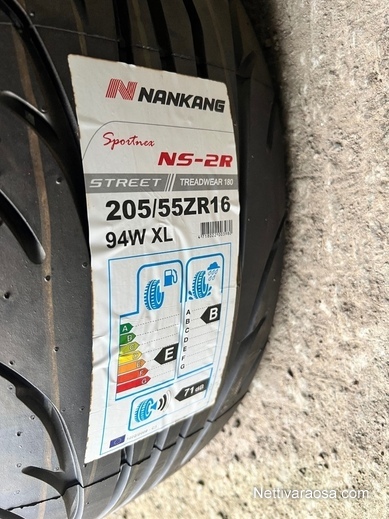 NANKANG
Sportnex
NS-2R
STREET TREADWEAR 180
205/55ZR16
94W XL
A
B
C
D
E
F
G
E
A
B
C
D
E
F
G
B
71 dB
Nettivaraosa.com